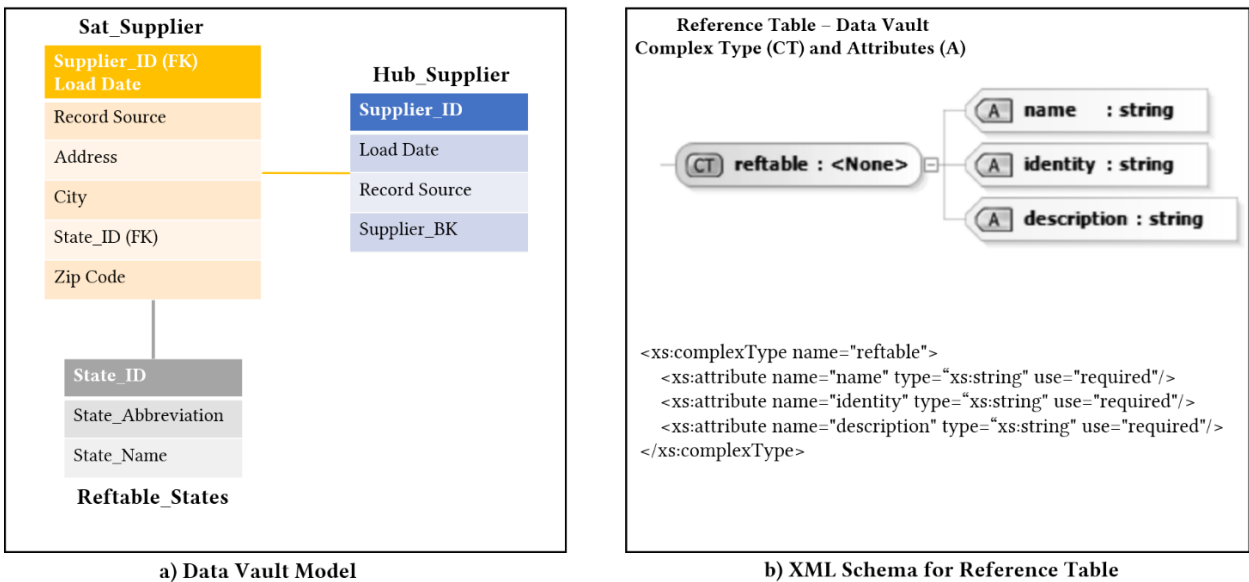 Sat_Supplier
Supplier_ID (FK)
Load Date
Record Source
Address
City
State_ID (FK)
Zip Code
Hub_Supplier
Supplier_ID
Load Date
Record Source
Supplier_BK
State_ID
State_Abbreviation
State_Name
Reftable_States
a) Data Vault Model
Reference Table – Data Vault
Complex Type (CT) and Attributes (A)
CT reftable : <None>
A name : string
A identity : string
A description : string
<xs:complexType name="reftable">
<xs:attribute name="name" type=“xs:string" use="required"/>
<xs:attribute name="identity" type=“xs:string" use="required"/>
<xs:attribute name="description" type=“xs:string" use="required"/>
</xs:complexType>
b) XML Schema for Reference Table